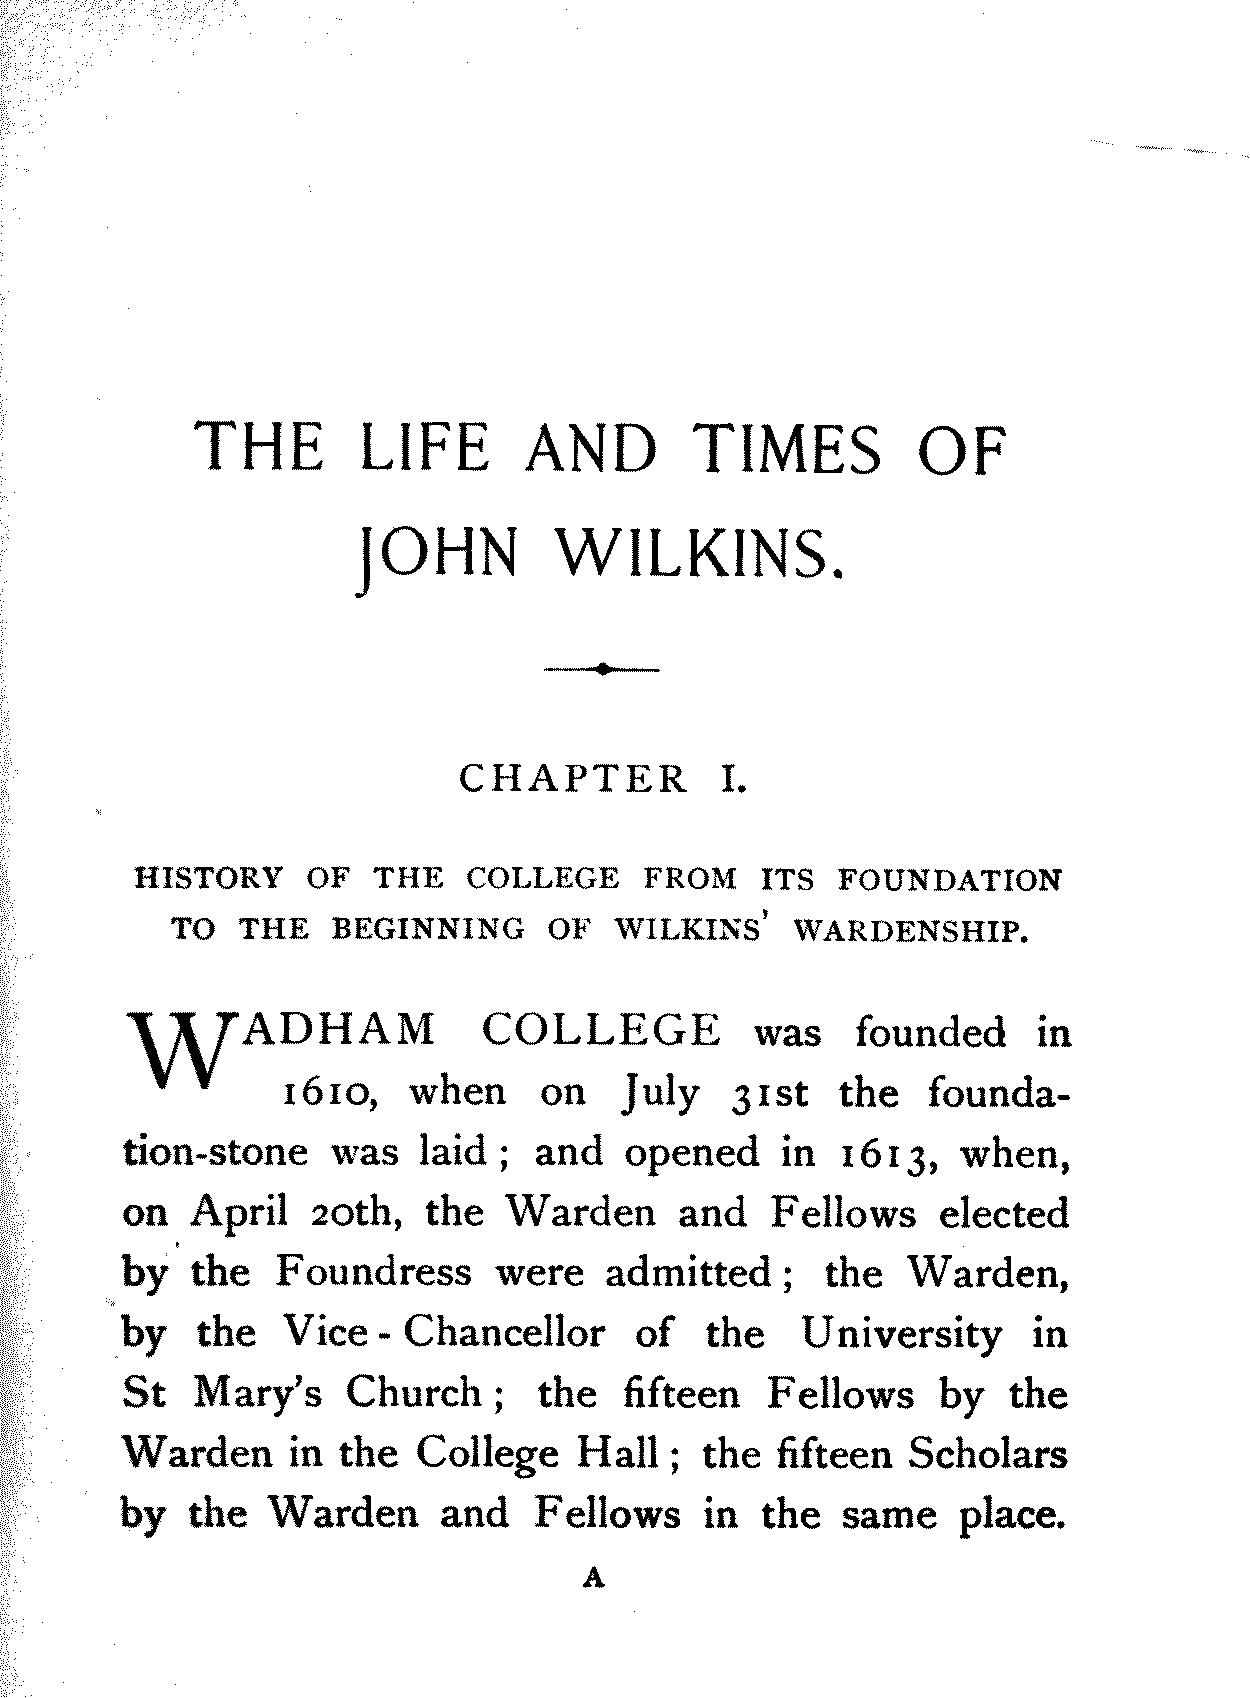 THE LIFE AND TIMES OF
JOHN WILKINS.
CHAPTER I.
HISTORY OF THE COLLEGE FROM ITS FOUNDATION
TO THE BEGINNING OF WILKINS' WARDENSHIP.
WADHAM COLLEGE was founded in
1610, when on July 31st the founda-
tion-stone was laid; and opened in 1613, when,
on April 20th, the Warden and Fellows elected
by the Foundress were admitted; the Warden,
by the Vice-Chancellor of the University in
St Mary's Church; the fifteen Fellows by the
Warden in the College Hall; the fifteen Scholars
by the Warden and Fellows in the same place.
A